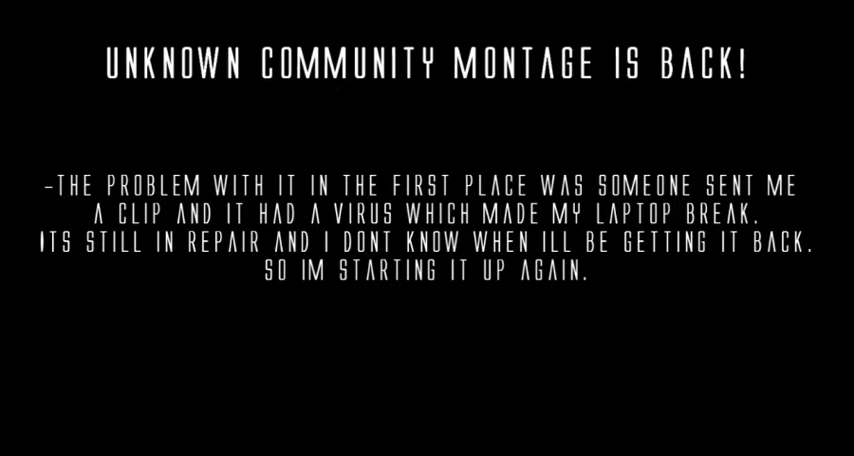 UNKNOWN COMMUNITY MONTAGE IS BACK!
-THE PROBLEM WITH IT IN THE FIRST PLACE WAS SOMEONE SENT ME
A CLIP AND IT HAD A VIRUS WHICH MADE MY LAPTOP BREAK.
ITS STILL IN REPAIR AND I DONT KNOW WHEN ILL BE GETTING IT BACK.
SO IM STARTING IT UP AGAIN.